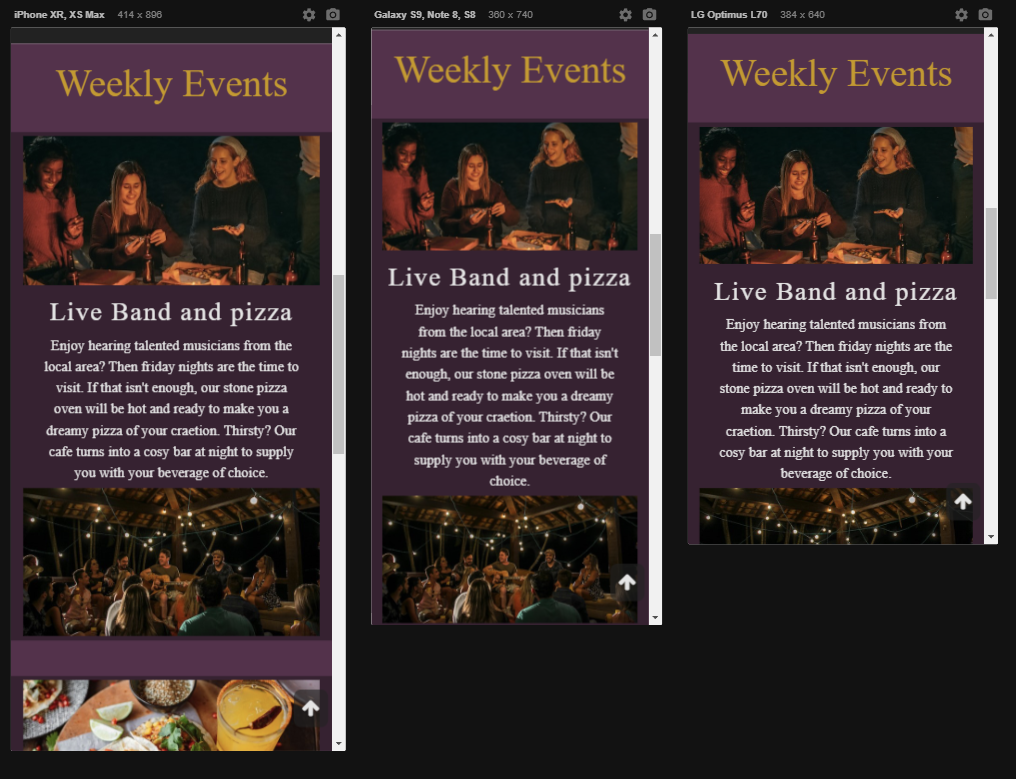 iPhone XR, XS Max 414 x 896
Weekly Events
Live Band and pizza
Enjoy hearing talented musicians from the
local area? Then friday nights are the time to
visit. If that isn't enough, our stone pizza
oven will be hot and ready to make you a
dreamy pizza of your craetion. Thirsty? Our
cafe turns into a cosy bar at night to supply
you with your beverage of choice.
Galaxy S9, Note 8, S8 360 x 740
Weekly Events
Live Band and pizza
Enjoy hearing talented musicians
from the local area? Then friday
nights are the time to visit. If that isn't
enough, our stone pizza oven will be
hot and ready to make you a dreamy
pizza of your craetion. Thirsty? Our
cafe turns into a cosy bar at night to
supply you with your beverage of
choice.
LG Optimus L70 384 x 640
Weekly Events
Live Band and pizza
Enjoy hearing talented musicians from
the local area? Then friday nights are the
time to visit. If that isn't enough, our
stone pizza oven will be hot and ready to
make you a dreamy pizza of your
craetion. Thirsty? Our cafe turns into a
cosy bar at night to supply you with your
beverage of choice.